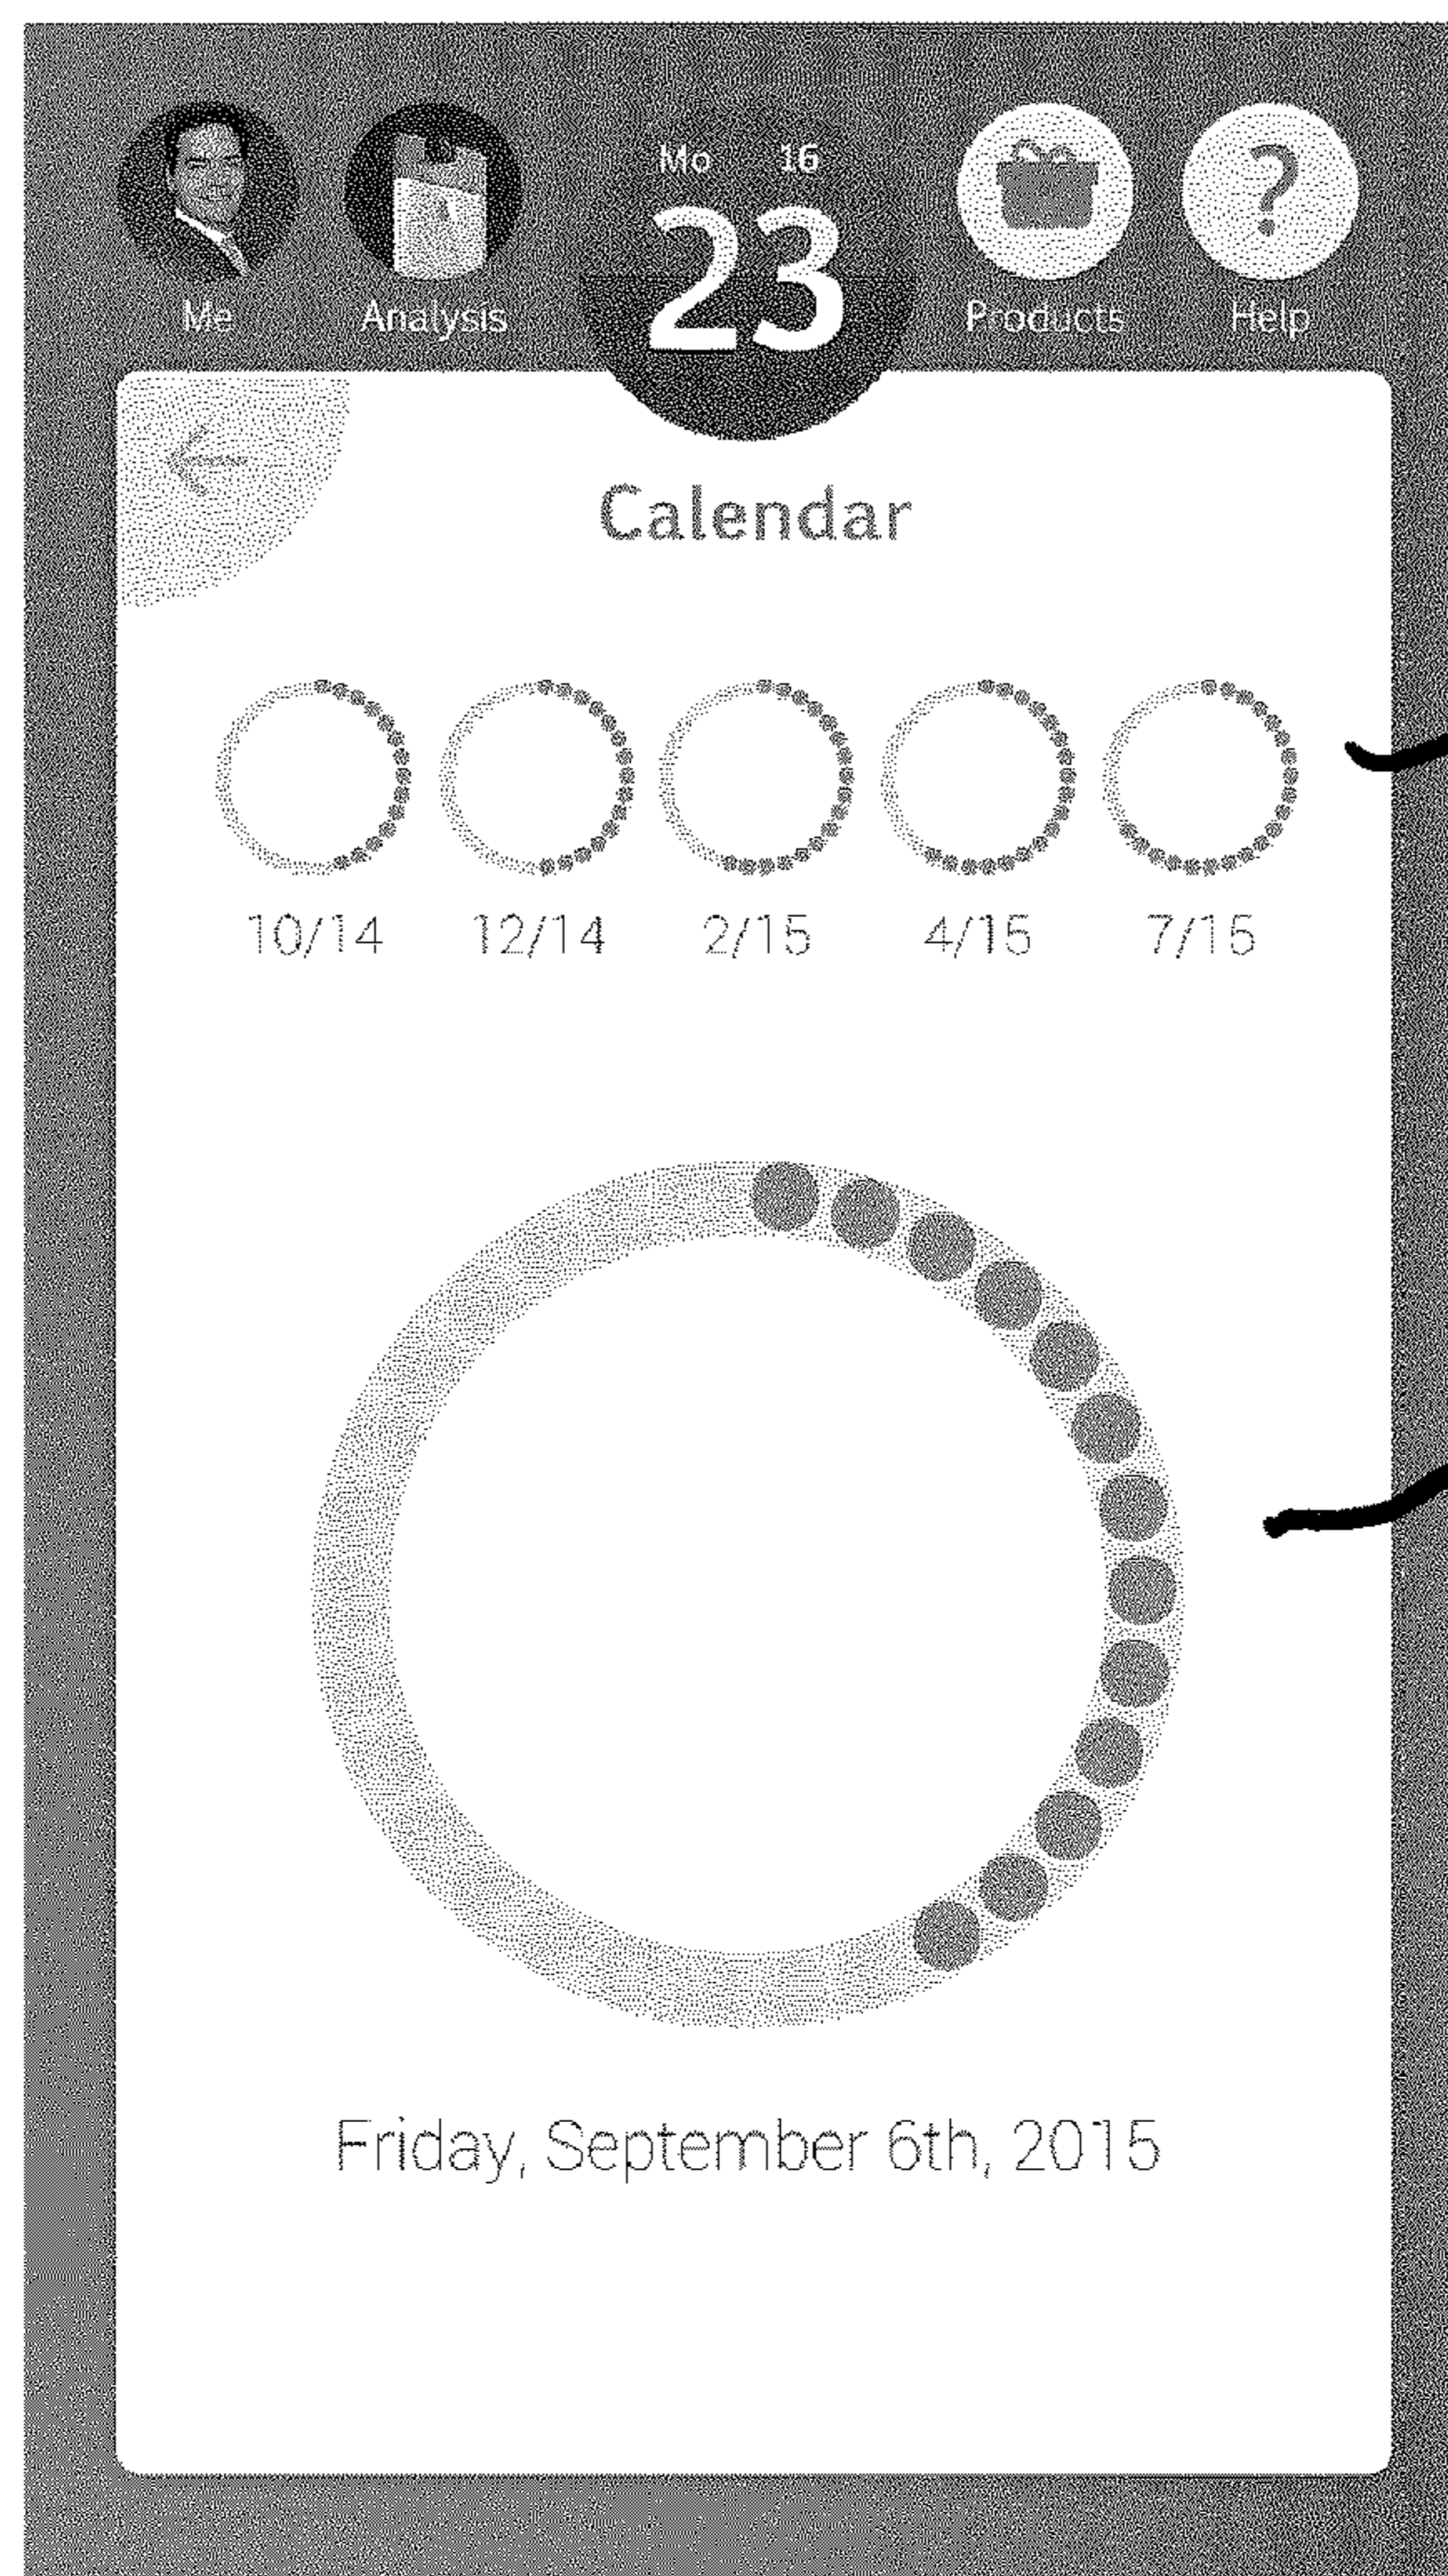 Mo 16
23
Me Analysis Products Help
?
Calendar
10/14 12/14 2/15 4/15 7/15
Friday, September 6th, 2015